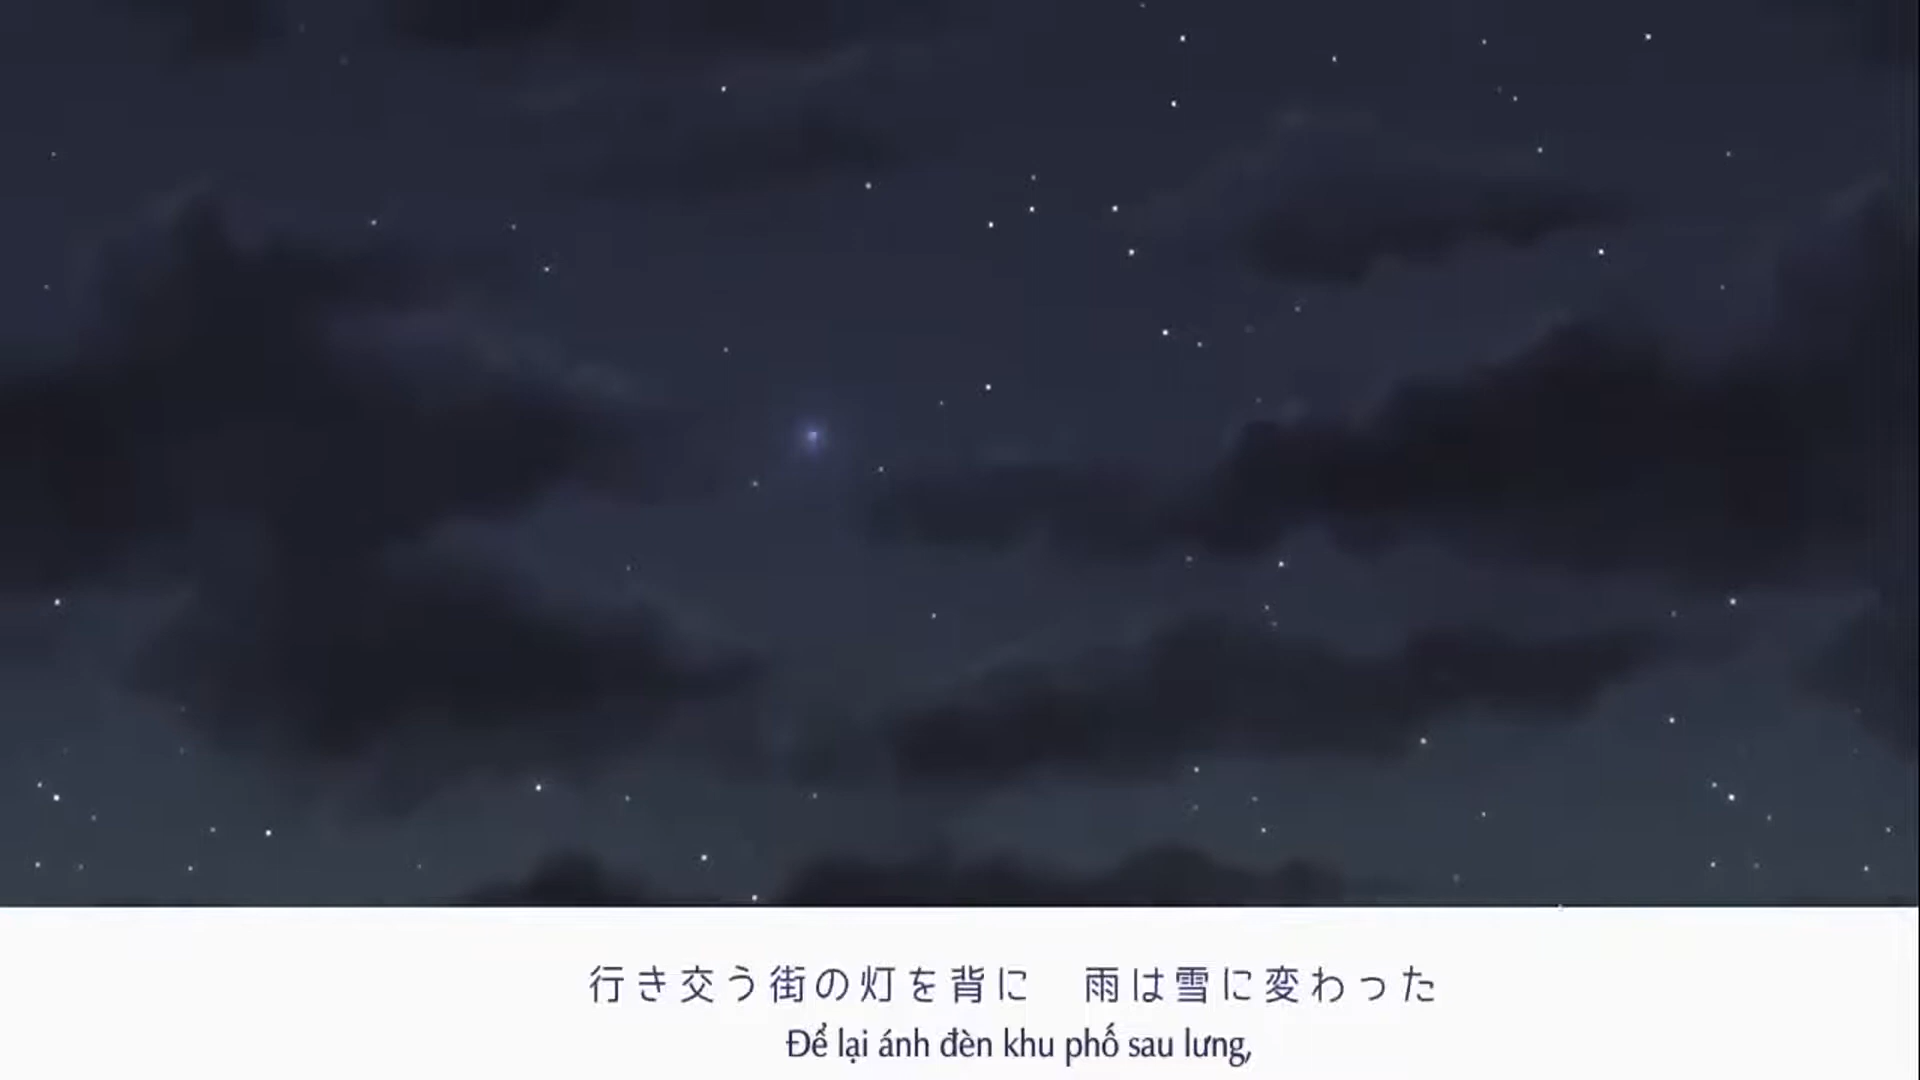 行き交う街の灯を背に　雨は雪に変わった
Để lại ánh đèn khu phố sau lưng,